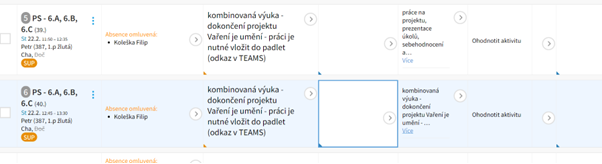 5 PS - 6.A, 6.B,
6.C (39.)
St 22.2. 11:50 - 12:35
Petr (387, 1.p žlutá)
Cha, Drič
SUP
Absence omluvená:
• Koleška Filip
kombinovaná výuka -
dokončení projektu
Vaření je umění - práci je
nutné vložit do padlet
(odkaz v TEAMS)
práce na
projektu,
prezentace
úkolů,
sebehodnocení
a…
Více
Ohodnotit aktivitu
6 PS - 6.A, 6.B,
6.C (40.)
St 22.2. 12:45 - 13:30
Petr (387, 1.p žlutá)
Cha, Drič
SUP
Absence omluvená:
• Koleška Filip
kombinovaná výuka -
dokončení projektu
Vaření je umění - práci je
nutné vložit do padlet
(odkaz v TEAMS)
kombinovaná
výuka -
dokončení
projektu Vaření
je umění - …
Více
Ohodnotit aktivitu